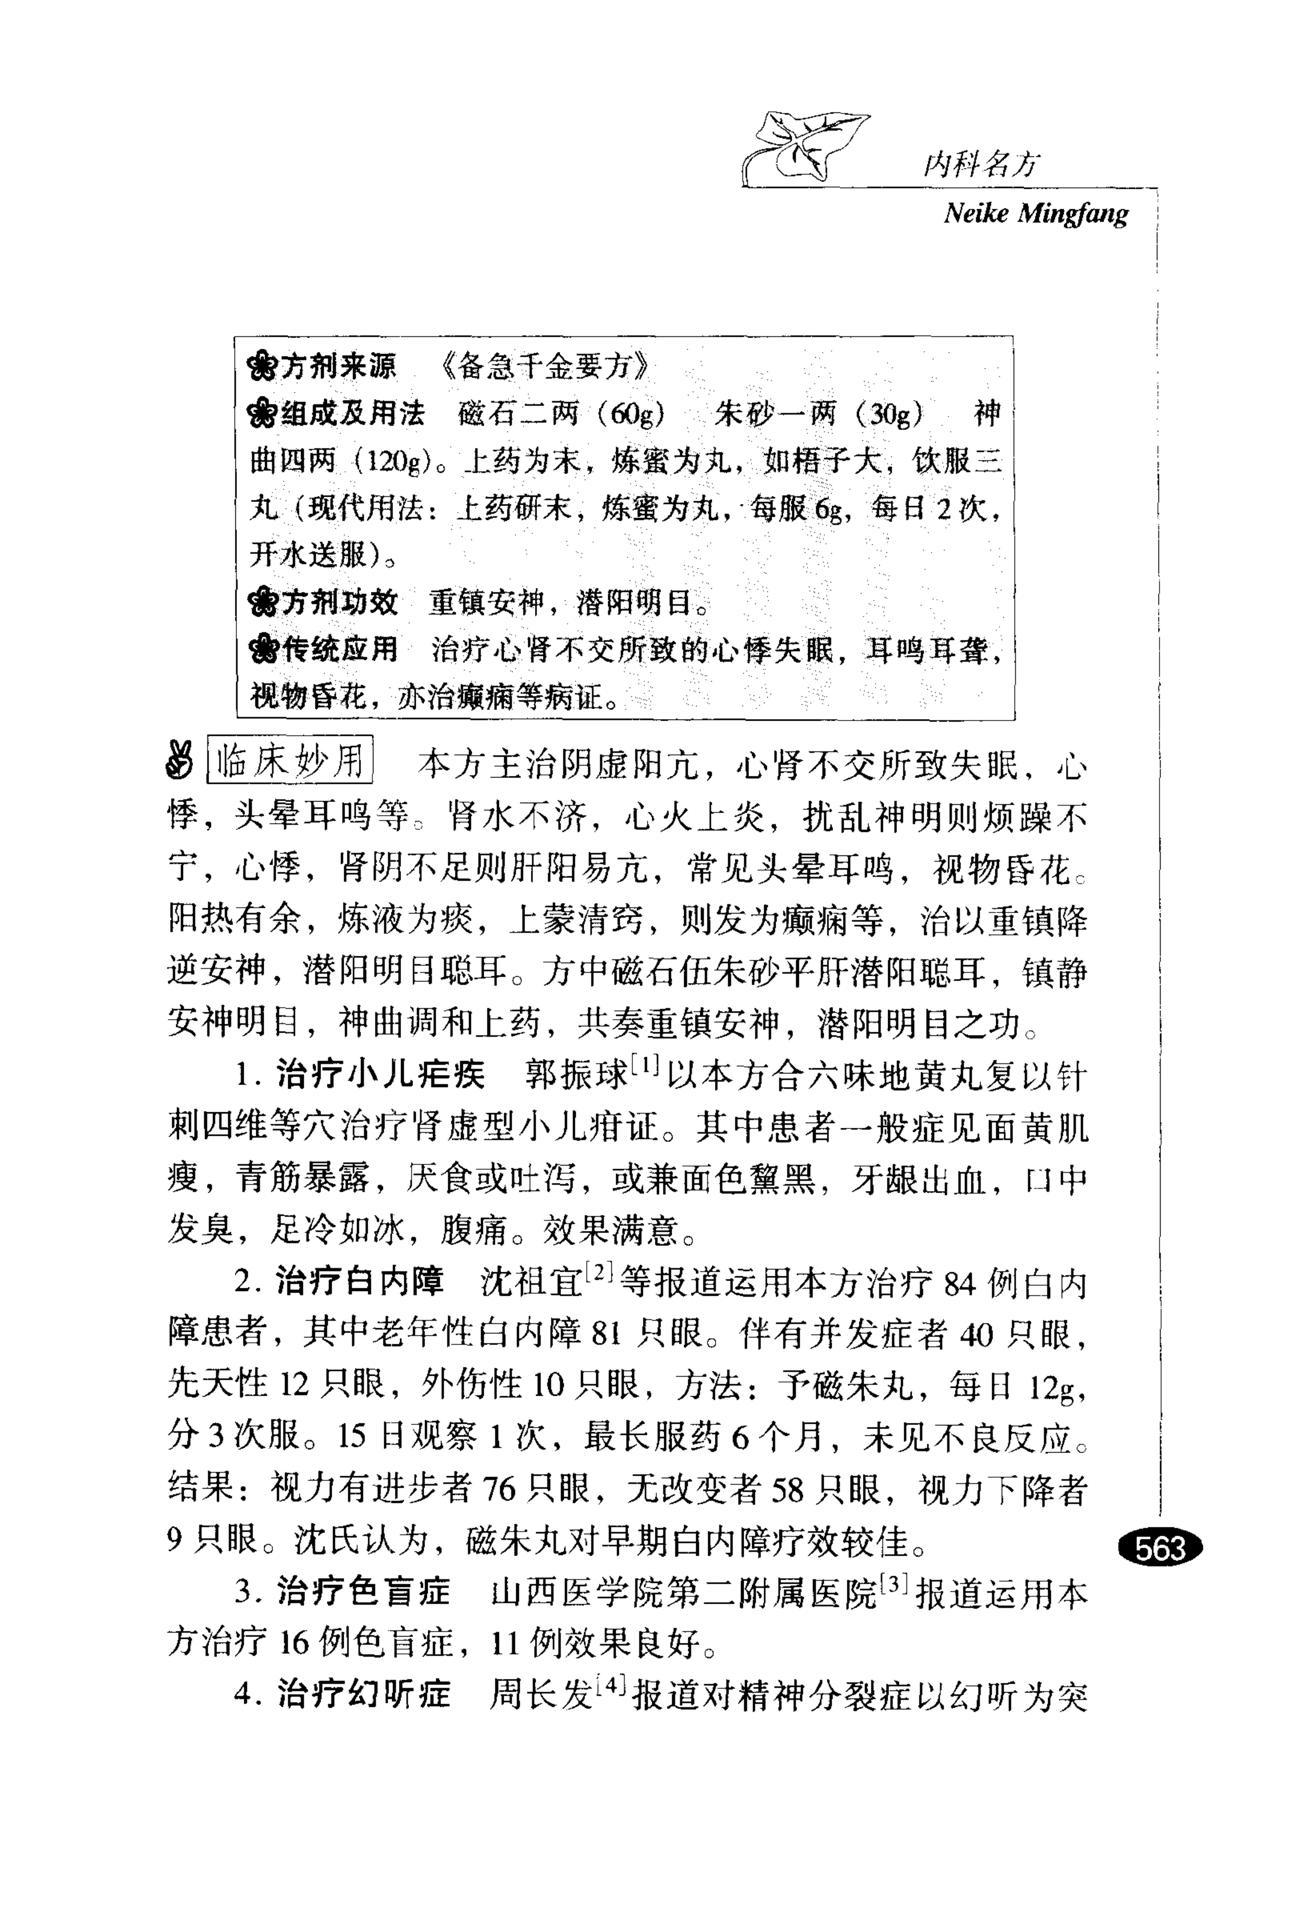 内科名方
Neike Mingfang
方剂来源 《备急千金要方》
组成及用法 磁石二两（60g） 朱砂一两（30g） 神
曲四两（120g）。上药为末，炼蜜为丸，如梧子大，饮服三
丸（现代用法：上药研末，炼蜜为丸，每服6g，每日2次，
开水送服）。
方剂功效 重镇安神，潜阳明目。
传统应用 治疗心肾不交所致的心悸失眠，耳鸣耳聋，
视物昏花，亦治癫痫等病证。
临床妙用 本方主治阴虚阳亢，心肾不交所致失眠，心
悸，头晕耳鸣等。肾水不济，心火上炎，扰乱神明则烦躁不
宁，心悸，肾阴不足则肝阳易亢，常见头晕耳鸣，视物昏花。
阳热有余，炼液为痰，上蒙清窍，则发为癫痫等，治以重镇降
逆安神，潜阳明目聪耳。方中磁石伍朱砂平肝潜阳聪耳，镇静
安神明目，神曲调和上药，共奏重镇安神，潜阳明目之功。
1. 治疗小儿疟疾 郭振球[1]以本方合六味地黄丸复以针
刺四维等穴治疗肾虚型小儿疳证。其中患者一般症见面黄肌
瘦，青筋暴露，厌食或吐泻，或兼面色黧黑，牙龈出血，口中
发臭，足冷如冰，腹痛。效果满意。
2. 治疗白内障 沈祖宜[2]等报道运用本方治疗84例白内
障患者，其中老年性白内障81只眼。伴有并发症者40只眼，
先天性12只眼，外伤性10只眼，方法：予磁朱丸，每日12g，
分3次服。15日观察1次，最长服药6个月，未见不良反应。
结果：视力有进步者76只眼，无改变者58只眼，视力下降者
9只眼。沈氏认为，磁朱丸对早期白内障疗效较佳。
563
3. 治疗色盲症 山西医学院第二附属医院[3]报道运用本
方治疗16例色盲症，11例效果良好。
4. 治疗幻听症 周长发[4]报道对精神分裂症以幻听为突